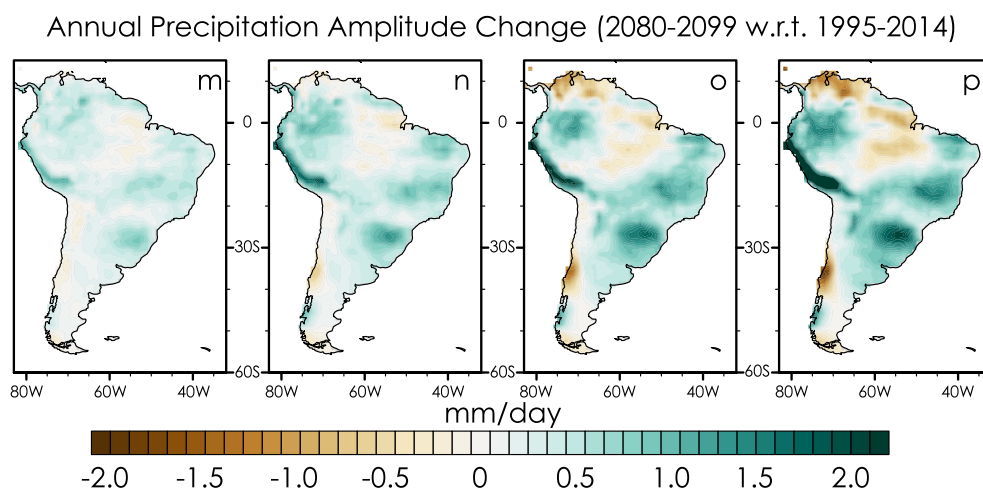 Annual Precipitation Amplitude Change (2080-2099 w.r.t. 1995-2014)
m n o p
0 0 0
30S 30S 30S
60S 60S 60S
80W 60W 40W 80W 60W 40W 80W 60W 40W 80W 60W 40W
mm/day
-2.0 -1.5 -1.0 -0.5 0 0.5 1.0 1.5 2.0